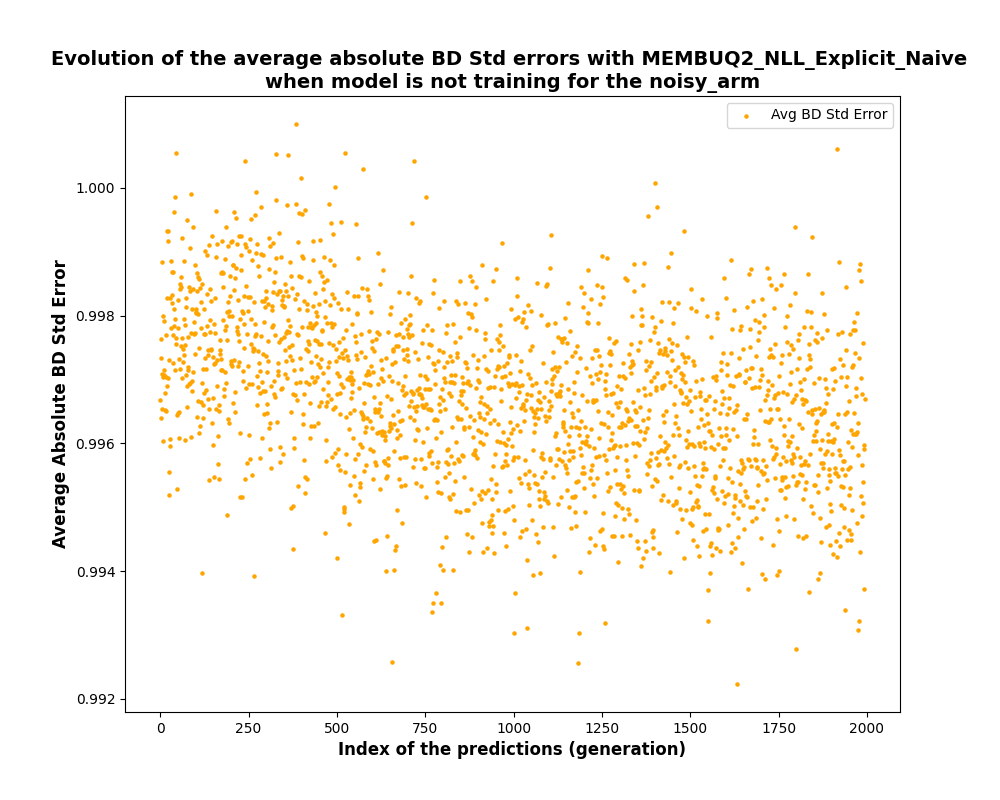 Evolution of the average absolute BD Std errors with MEMBUQ2_NLL_Explicit_Naive
when model is not training for the noisy_arm
Avg BD Std Error
Average Absolute BD Std Error
1.000
0.998
0.996
0.994
0.992
0 250 500 750 1000 1250 1500 1750 2000
Index of the predictions (generation)